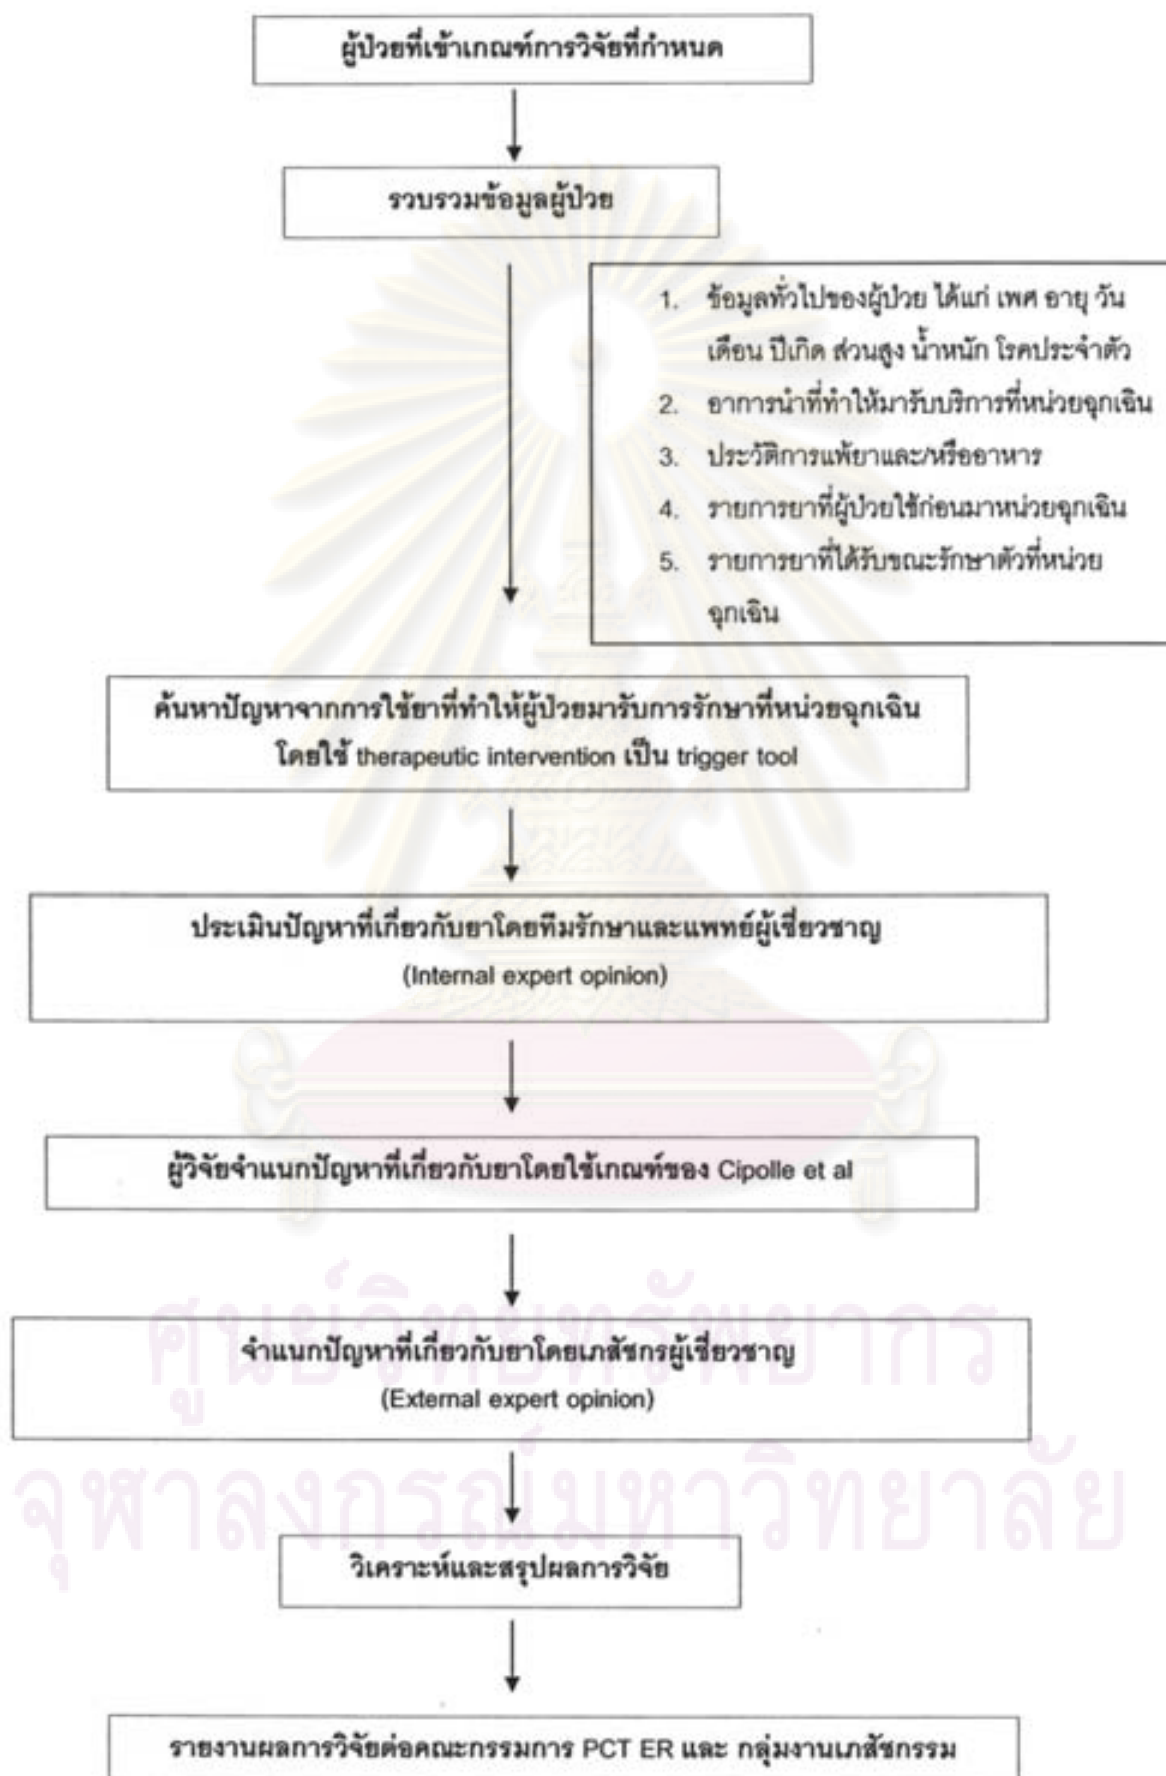 ผู้ป่วยที่เข้าเกณฑ์การวิจัยที่กำหนด
รวบรวมข้อมูลผู้ป่วย
1. ข้อมูลทั่วไปของผู้ป่วย ได้แก่ เพศ อายุ วัน
เดือน ปีเกิด ส่วนสูง น้ำหนัก โรคประจำตัว
2. อาการนำที่ทำให้มารับบริการที่หน่วยฉุกเฉิน
3. ประวัติการแพ้ยาและ/หรืออาหาร
4. รายการยาที่ผู้ป่วยใช้ก่อนมาหน่วยฉุกเฉิน
5. รายการยาที่ได้รับขณะรักษาตัวที่หน่วย
ฉุกเฉิน
ค้นหาปัญหาจากการใช้ยาที่ทำให้ผู้ป่วยมารับการรักษาที่หน่วยฉุกเฉิน
โดยใช้ therapeutic intervention เป็น trigger tool
ประเมินปัญหาที่เกี่ยวกับยาโดยทีมรักษาและแพทย์ผู้เชี่ยวชาญ
(Internal expert opinion)
ผู้วิจัยจำแนกปัญหาที่เกี่ยวกับยาโดยใช้เกณฑ์ของ Cipolle et al
ศูนย์วิทยทรัพยากร
จำแนกปัญหาที่เกี่ยวกับยาโดยเภสัชกรผู้เชี่ยวชาญ
(External expert opinion)
จุฬาลงกรณ์มหาวิทยาลัย
วิเคราะห์และสรุปผลการวิจัย
รายงานผลการวิจัยต่อคณะกรรมการ PCT ER และ กลุ่มงานเภสัชกรรม